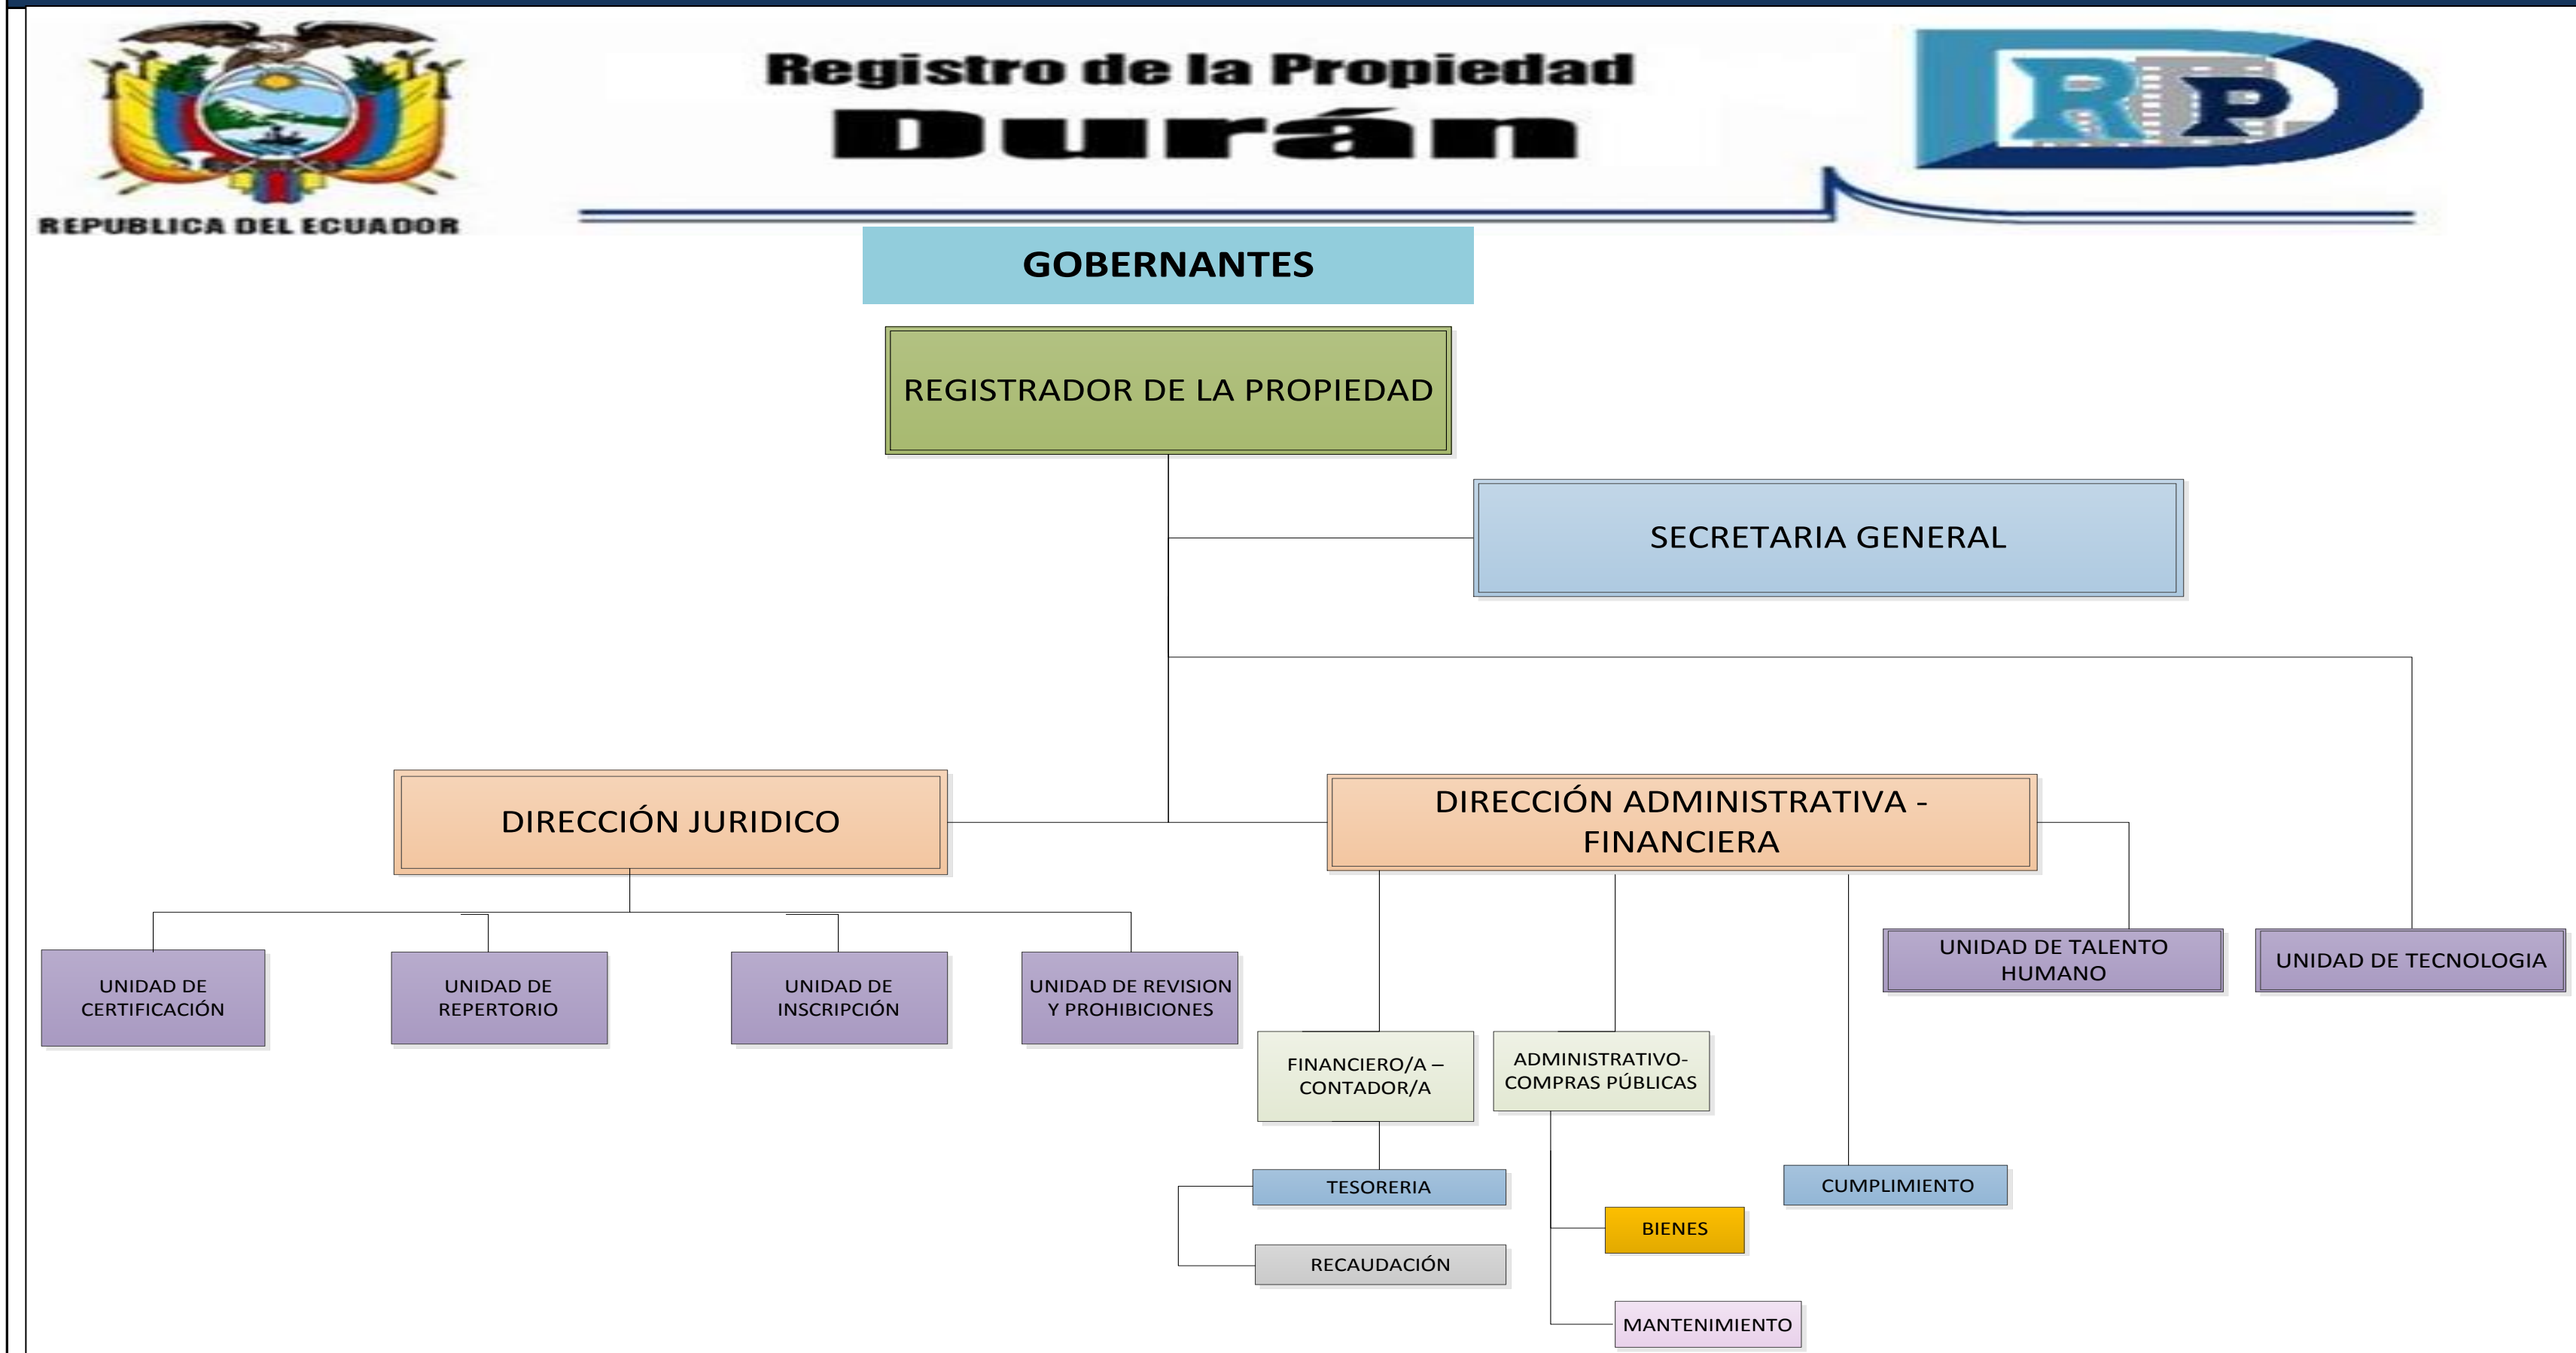 Registro de la Propiedad
Durán
RP
REPUBLICA DEL ECUADOR
GOBERNANTES
REGISTRADOR DE LA PROPIEDAD
SECRETARIA GENERAL
DIRECCIÓN JURIDICO
DIRECCIÓN ADMINISTRATIVA -
FINANCIERA
UNIDAD DE
CERTIFICACIÓN
UNIDAD DE
REPERTORIO
UNIDAD DE
INSCRIPCIÓN
UNIDAD DE REVISION
Y PROHIBICIONES
UNIDAD DE TALENTO
HUMANO
UNIDAD DE TECNOLOGIA
FINANCIERO/A –
CONTADOR/A
ADMINISTRATIVO-
COMPRAS PÚBLICAS
TESORERIA
CUMPLIMIENTO
BIENES
RECAUDACIÓN
MANTENIMIENTO